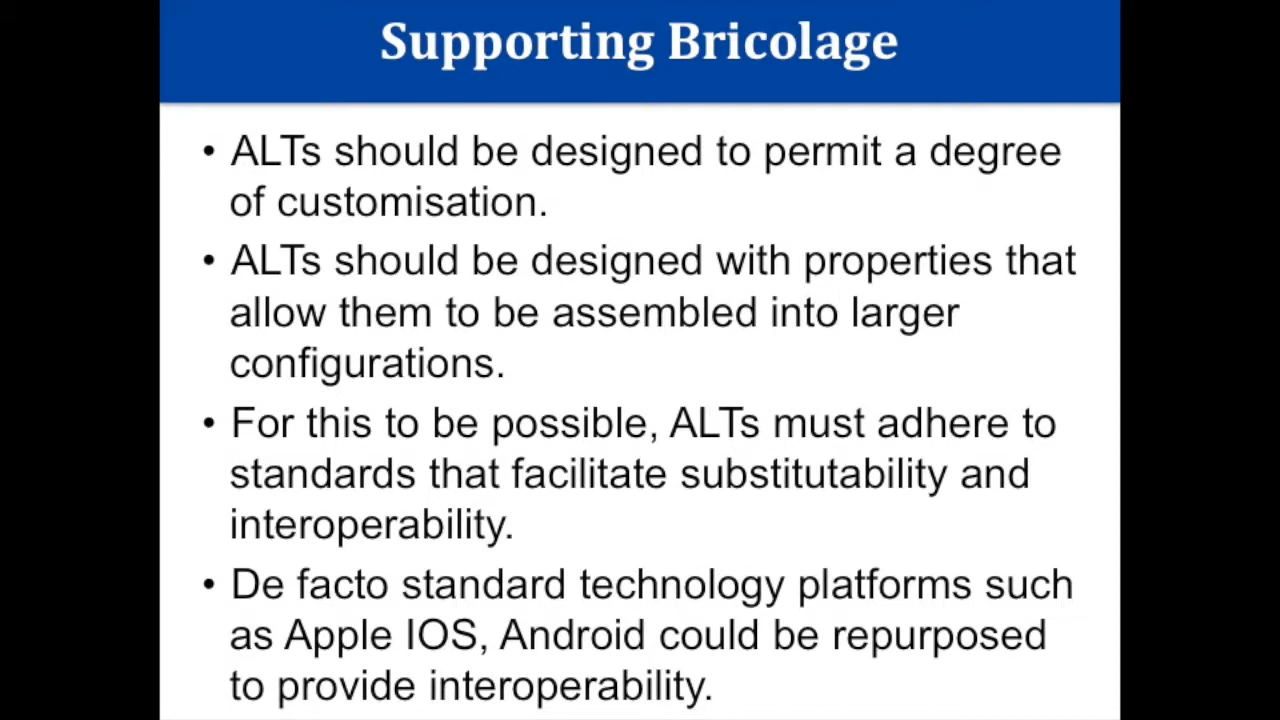 Supporting Bricolage
• ALTs should be designed to permit a degree
of customisation.
• ALTs should be designed with properties that
allow them to be assembled into larger
configurations.
• For this to be possible, ALTs must adhere to
standards that facilitate substitutability and
interoperability.
• De facto standard technology platforms such
as Apple IOS, Android could be repurposed
to provide interoperability.